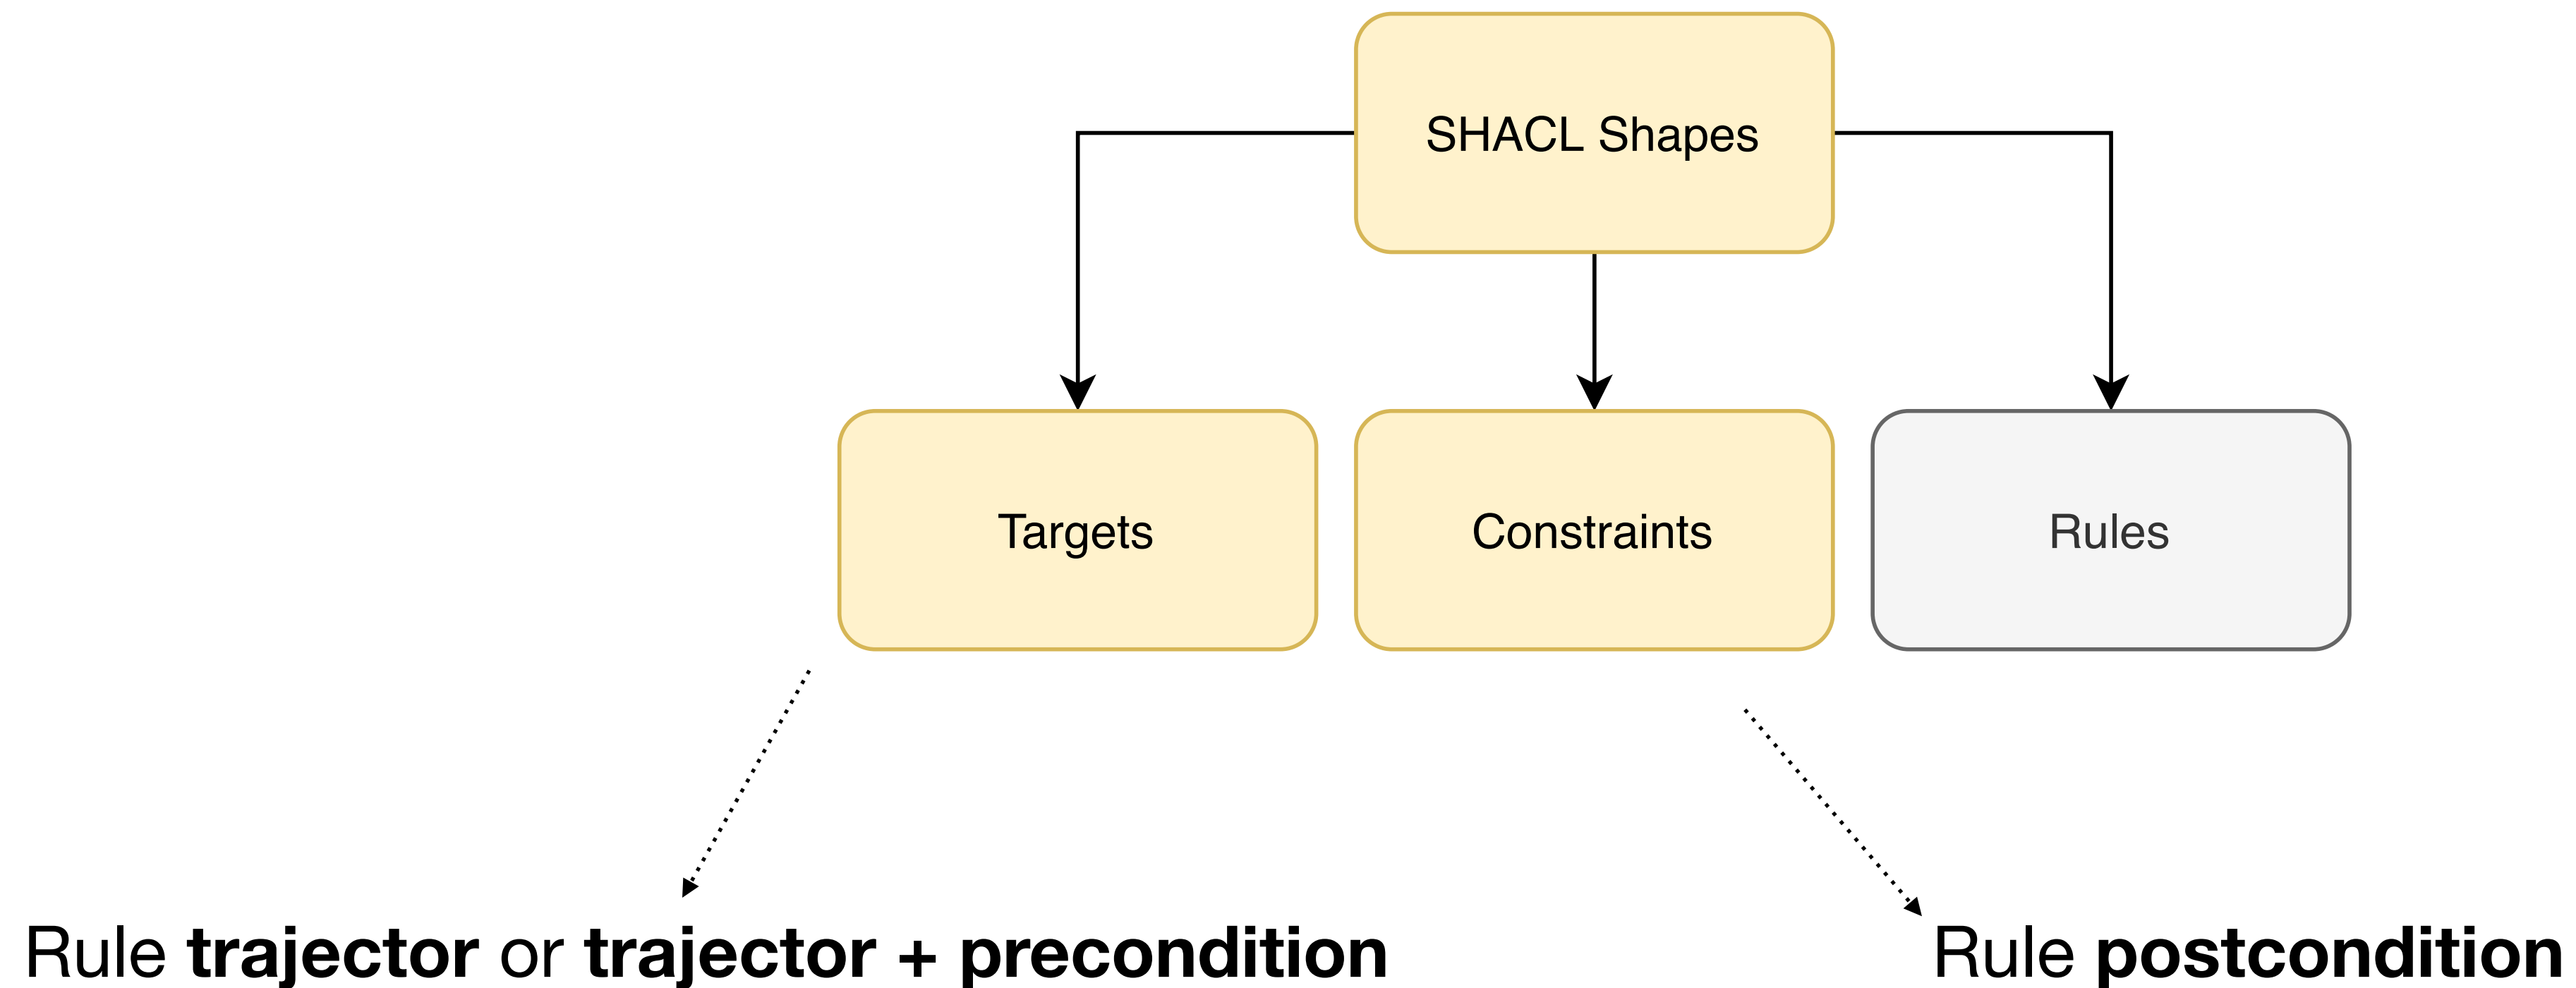 SHACL Shapes
Targets
Constraints
Rules
Rule trajector or trajector + precondition
Rule postcondition